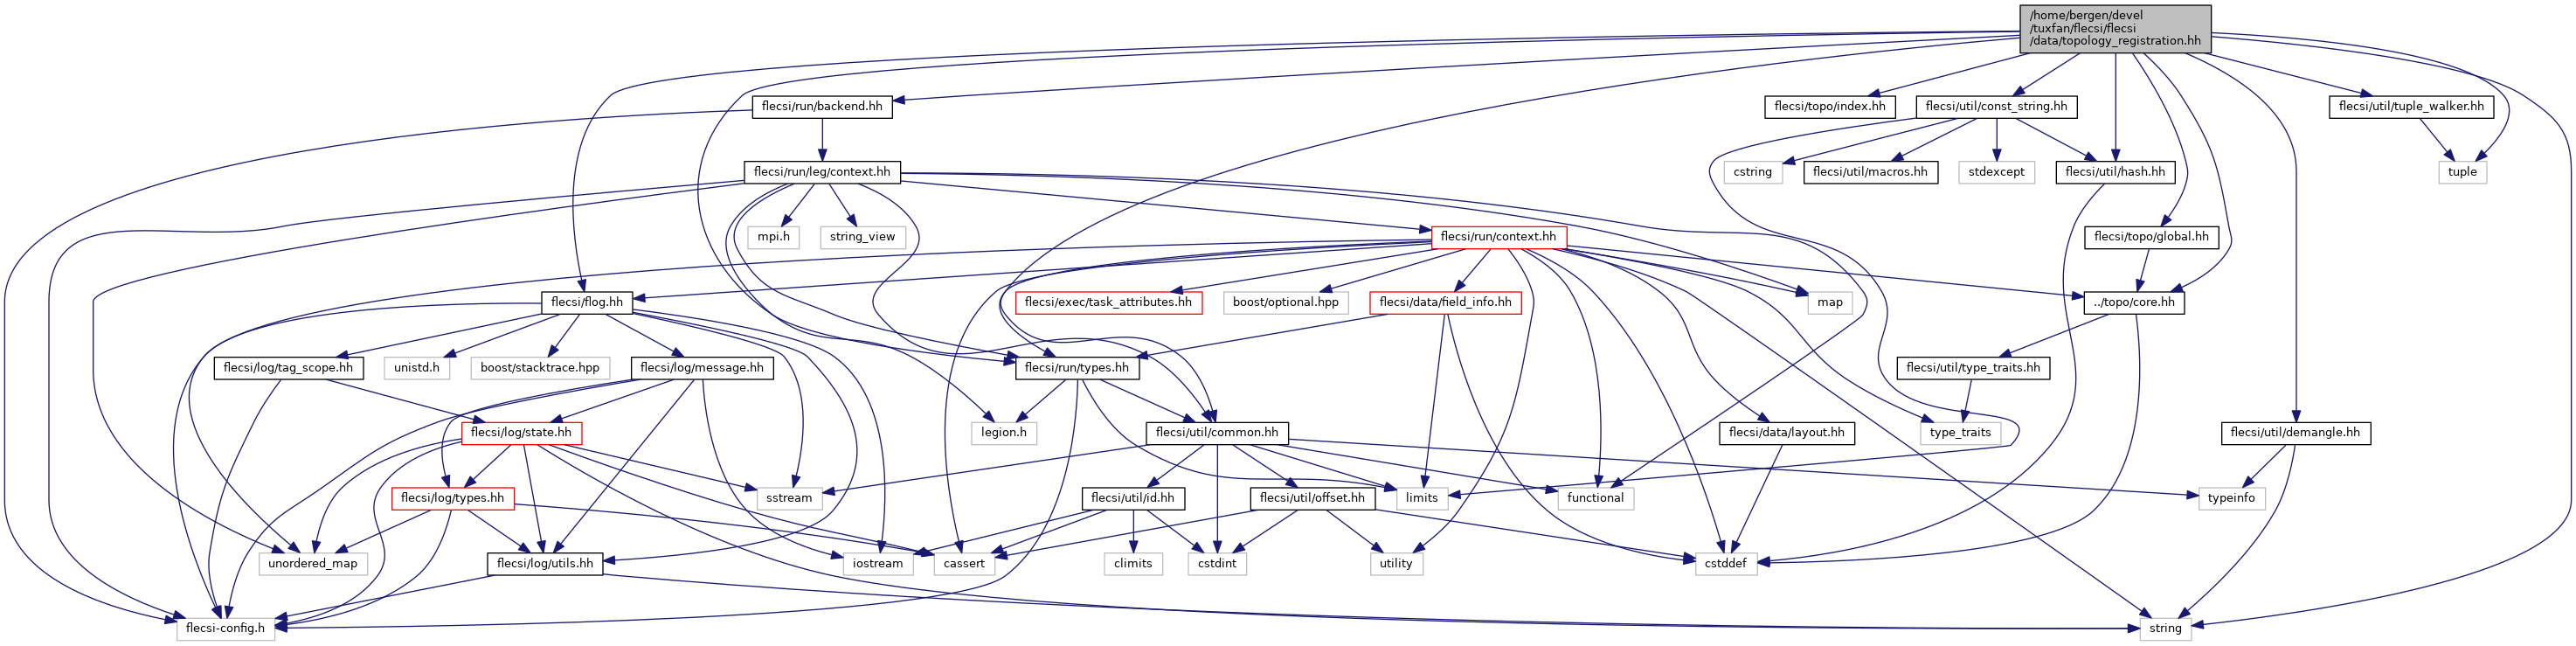 /home/bergen/devel
/tuxfan/flecsi/flecsi
/data/topology_registration.hh
flecsi/run/backend.hh
flecsi/topo/index.hh
flecsi/util/const_string.hh
flecsi/util/tuple_walker.hh
flecsi/run/leg/context.hh
cstring
flecsi/util/macros.hh
stdexcept
flecsi/util/hash.hh
tuple
mpi.h
string_view
flecsi/run/context.hh
flecsi/topo/global.hh
flecsi/flog.hh
flecsi/exec/task_attributes.hh
boost/optional.hpp
flecsi/data/field_info.hh
map
../topo/core.hh
flecsi/log/tag_scope.hh
unistd.h
boost/stacktrace.hpp
flecsi/log/message.hh
flecsi/run/types.hh
flecsi/util/type_traits.hh
flecsi/log/state.hh
legion.h
flecsi/util/common.hh
flecsi/data/layout.hh
type_traits
flecsi/util/demangle.hh
flecsi/log/types.hh
sstream
flecsi/util/id.hh
flecsi/util/offset.hh
limits
functional
typeinfo
unordered_map
flecsi/log/utils.hh
iostream
cassert
climits
cstdint
utility
cstddef
flecsi-config.h
string